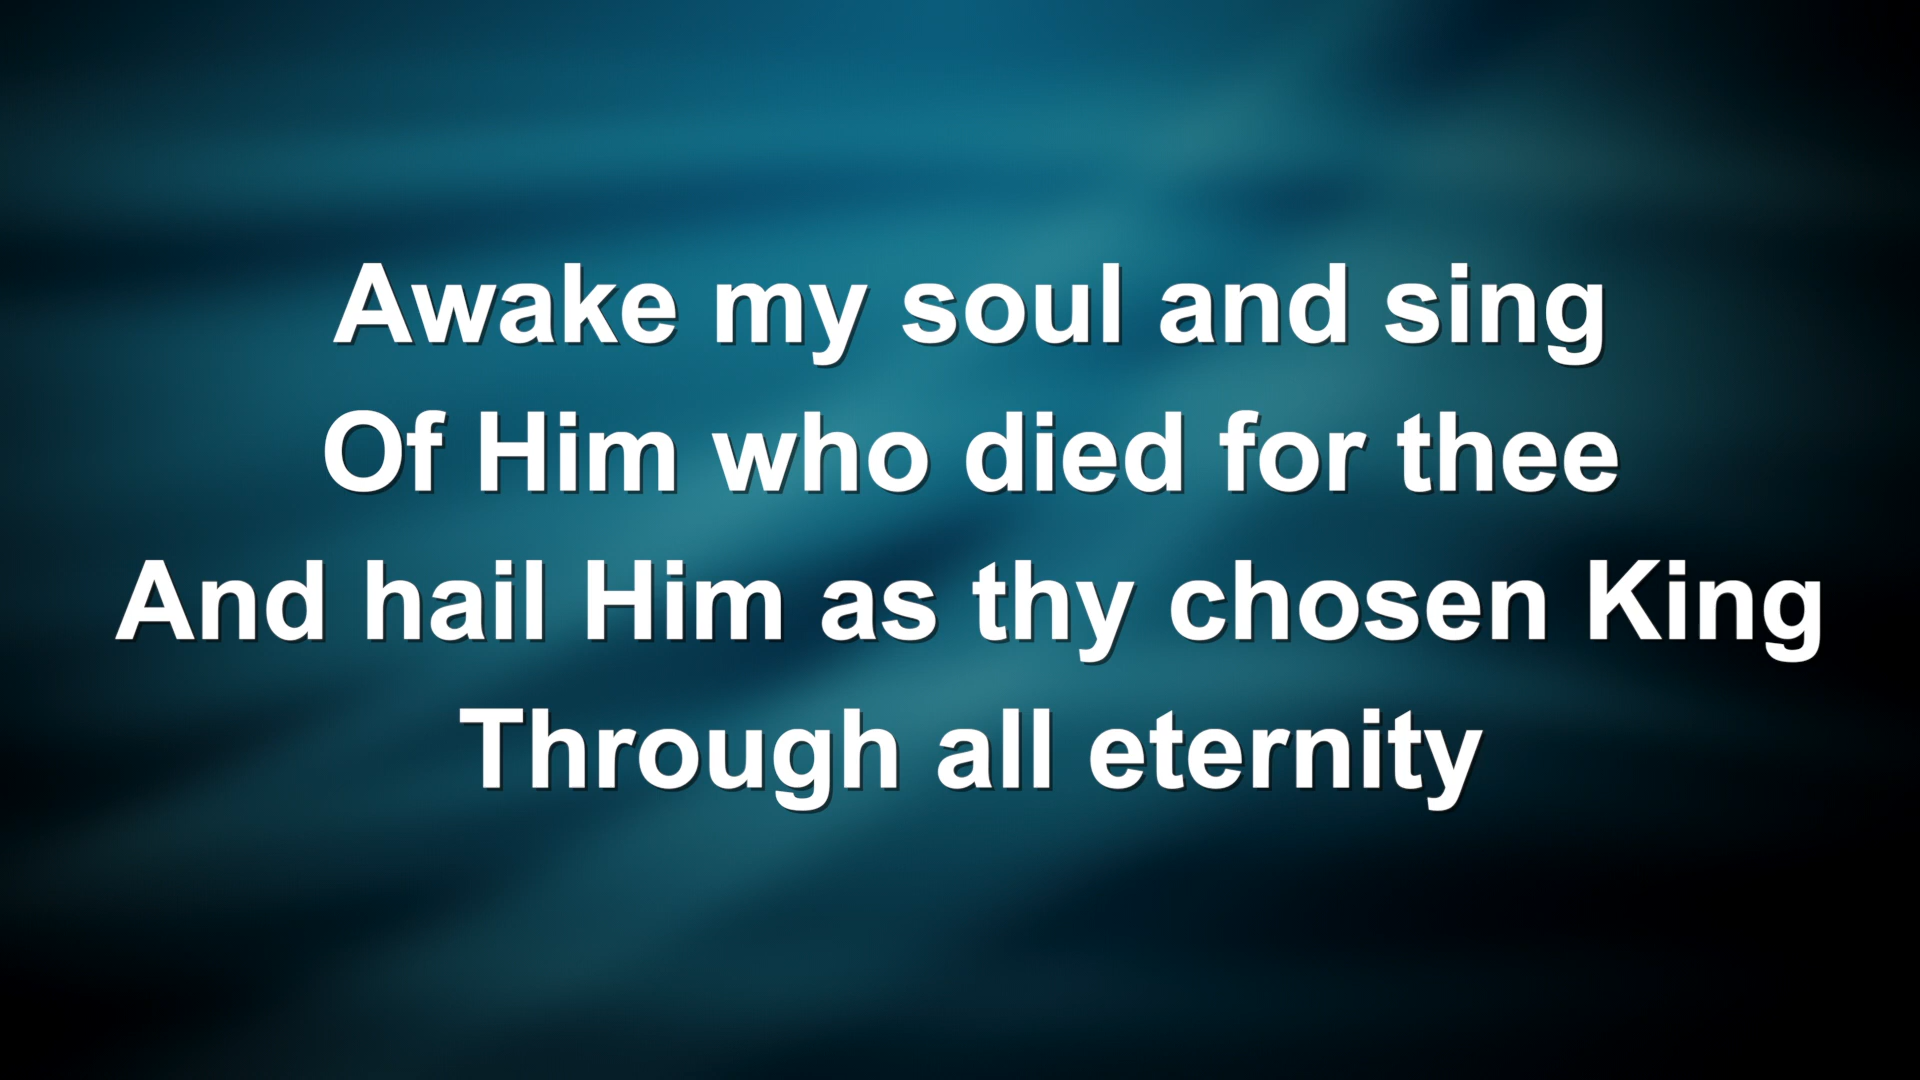 Awake my soul and sing
Of Him who died for thee
And hail Him as thy chosen King
Through all eternity